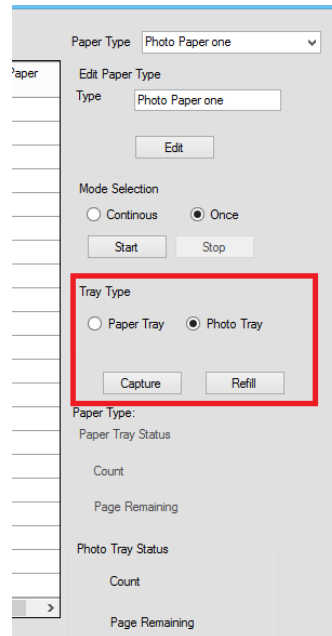 Paper Type Photo Paper one
Paper
Edit Paper Type
Type Photo Paper one
Edit
Mode Selection
Continous Once
Start Stop
Tray Type
Paper Tray Photo Tray
Capture Refill
Paper Type:
Paper Tray Status
Count
Page Remaining
Photo Tray Status
Count
Page Remaining